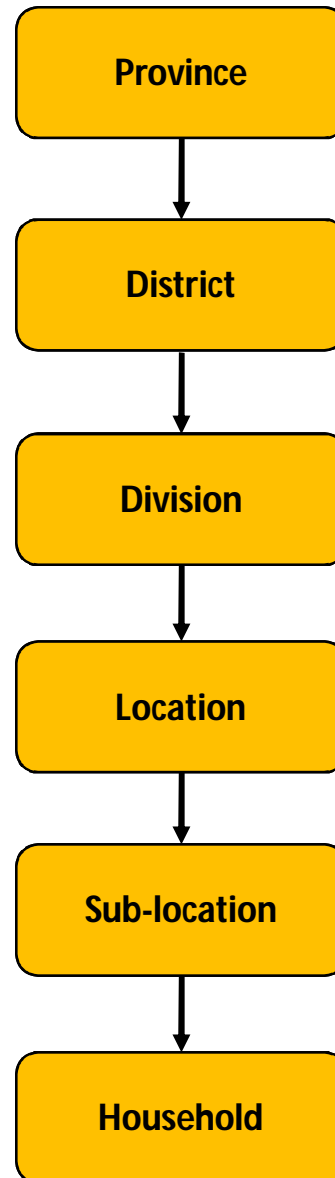 Province
District
Division
Location
Sub-location
Household